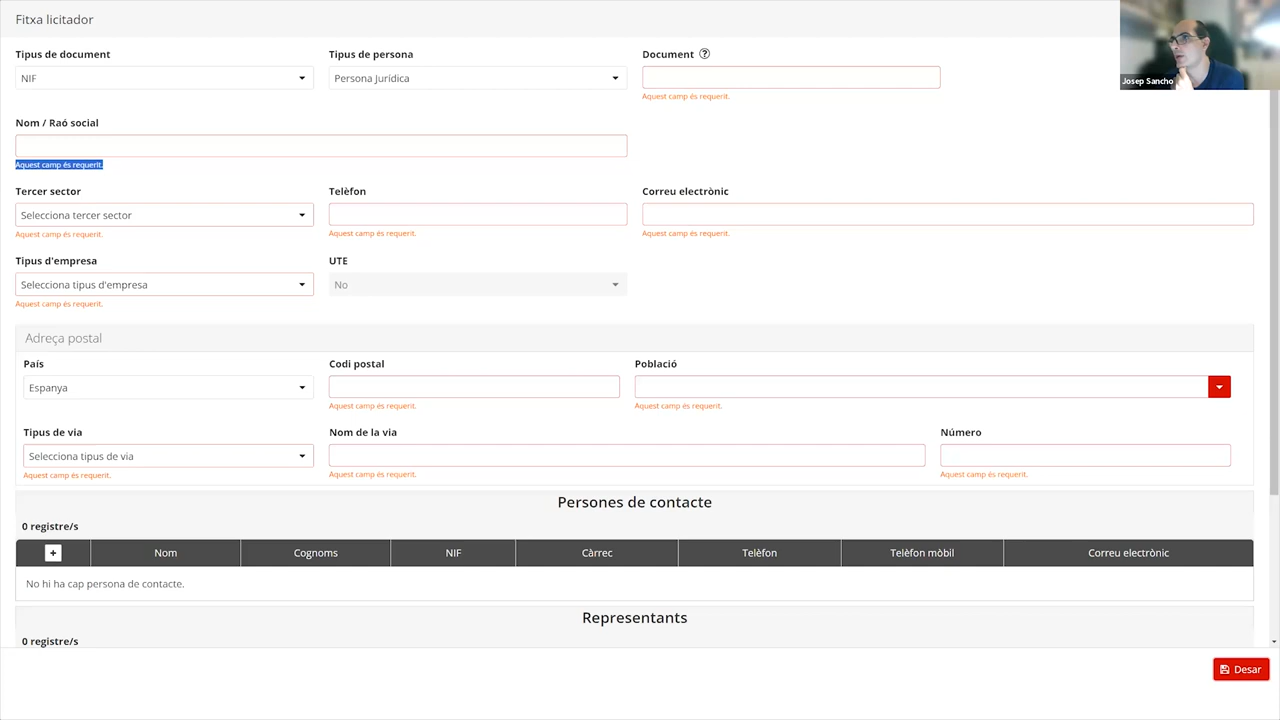 Fitxa licitador
Josep Sancho
Tipus de document
Tipus de persona
Document ?
NIF
Persona Jurídica
Aquest camp és requerit.
Nom / Raó social
Aquest camp és requerit.
Tercer sector
Telèfon
Correu electrònic
Selecciona tercer sector
Aquest camp és requerit.
Aquest camp és requerit.
Aquest camp és requerit.
Tipus d'empresa
UTE
Selecciona tipus d'empresa
No
Aquest camp és requerit.
Adreça postal
País
Codi postal
Població
Espanya
Aquest camp és requerit.
Aquest camp és requerit.
Tipus de via
Nom de la via
Número
Selecciona tipus de via
Aquest camp és requerit.
Aquest camp és requerit.
Aquest camp és requerit.
Persones de contacte
0 registre/s
+ Nom Cognoms NIF Càrrec Telèfon Telèfon mòbil Correu electrònic
No hi ha cap persona de contacte.
Representants
0 registre/s
Desar